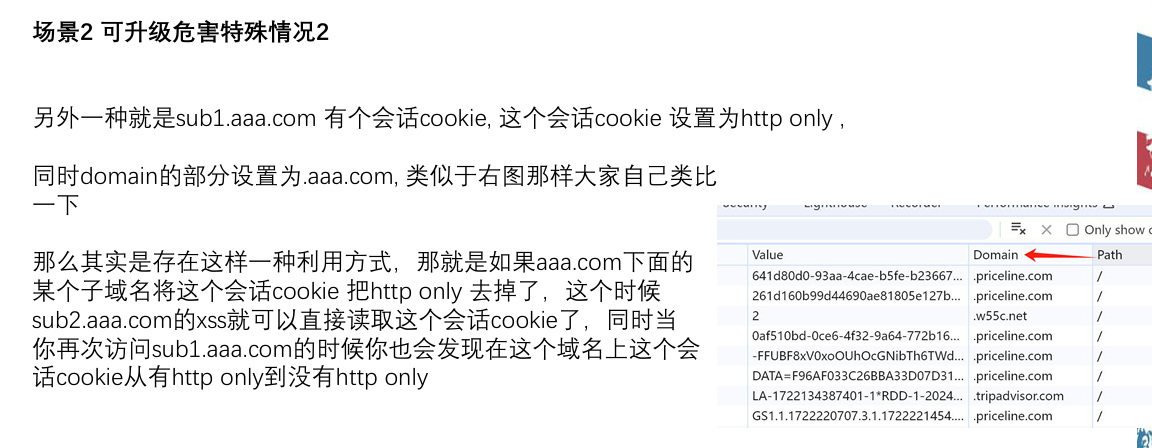 场景2 可升级危害特殊情况2
另外一种就是sub1.aaa.com 有个会话cookie, 这个会话cookie 设置为http only ,
同时domain的部分设置为.aaa.com, 类似于右图那样大家自己类比
一下
那么其实是存在这样一种利用方式，那就是如果aaa.com下面的
某个子域名将这个会话cookie 把http only 去掉了，这个时候
sub2.aaa.com的xss就可以直接读取这个会话cookie了，同时当
你再次访问sub1.aaa.com的时候你也会发现在这个域名上这个会
话cookie从有http only到没有http only
Security Lighthouse Recorder Performance insights
Only show
Value Domain Path
641d80d0-93aa-4cae-b5fe-b23667... .priceline.com /
261d160b99d44690ae81805e127b... .priceline.com /
2 .w55c.net /
0af510bd-0ce6-4f32-9a64-772b16... .priceline.com /
-FFUBF8xV0xoOUhOcGNibTh6TWd... .priceline.com /
DATA=F96AF033C26BBA33D07D31... .priceline.com /
LA-1722134387401-1*RDD-1-2024... .tripadvisor.com /
GS1.1.1722220707.3.1.1722221454.... .priceline.com /